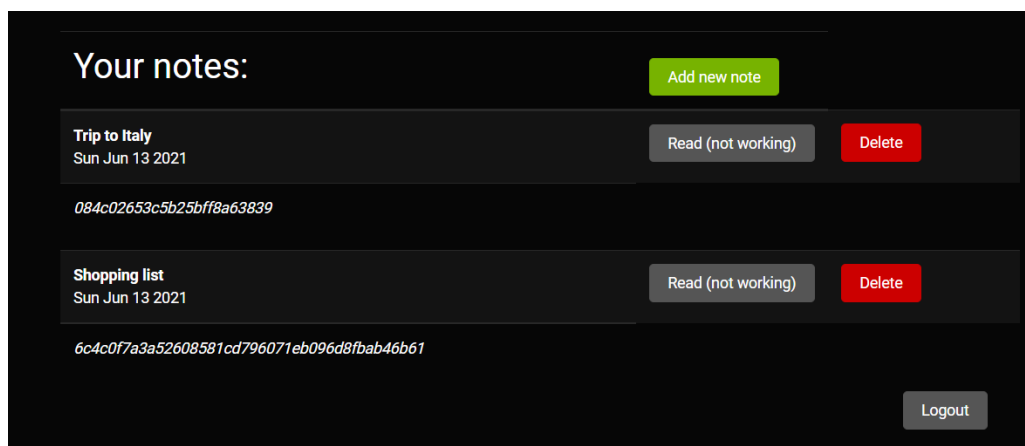 Your notes:
Add new note
Trip to Italy
Read (not working)
Delete
Sun Jun 13 2021
084c02653c5b25bff8a63839
Shopping list
Read (not working)
Delete
Sun Jun 13 2021
6c4c0f7a3a52608581cd796071eb096d8fbab46b61
Logout